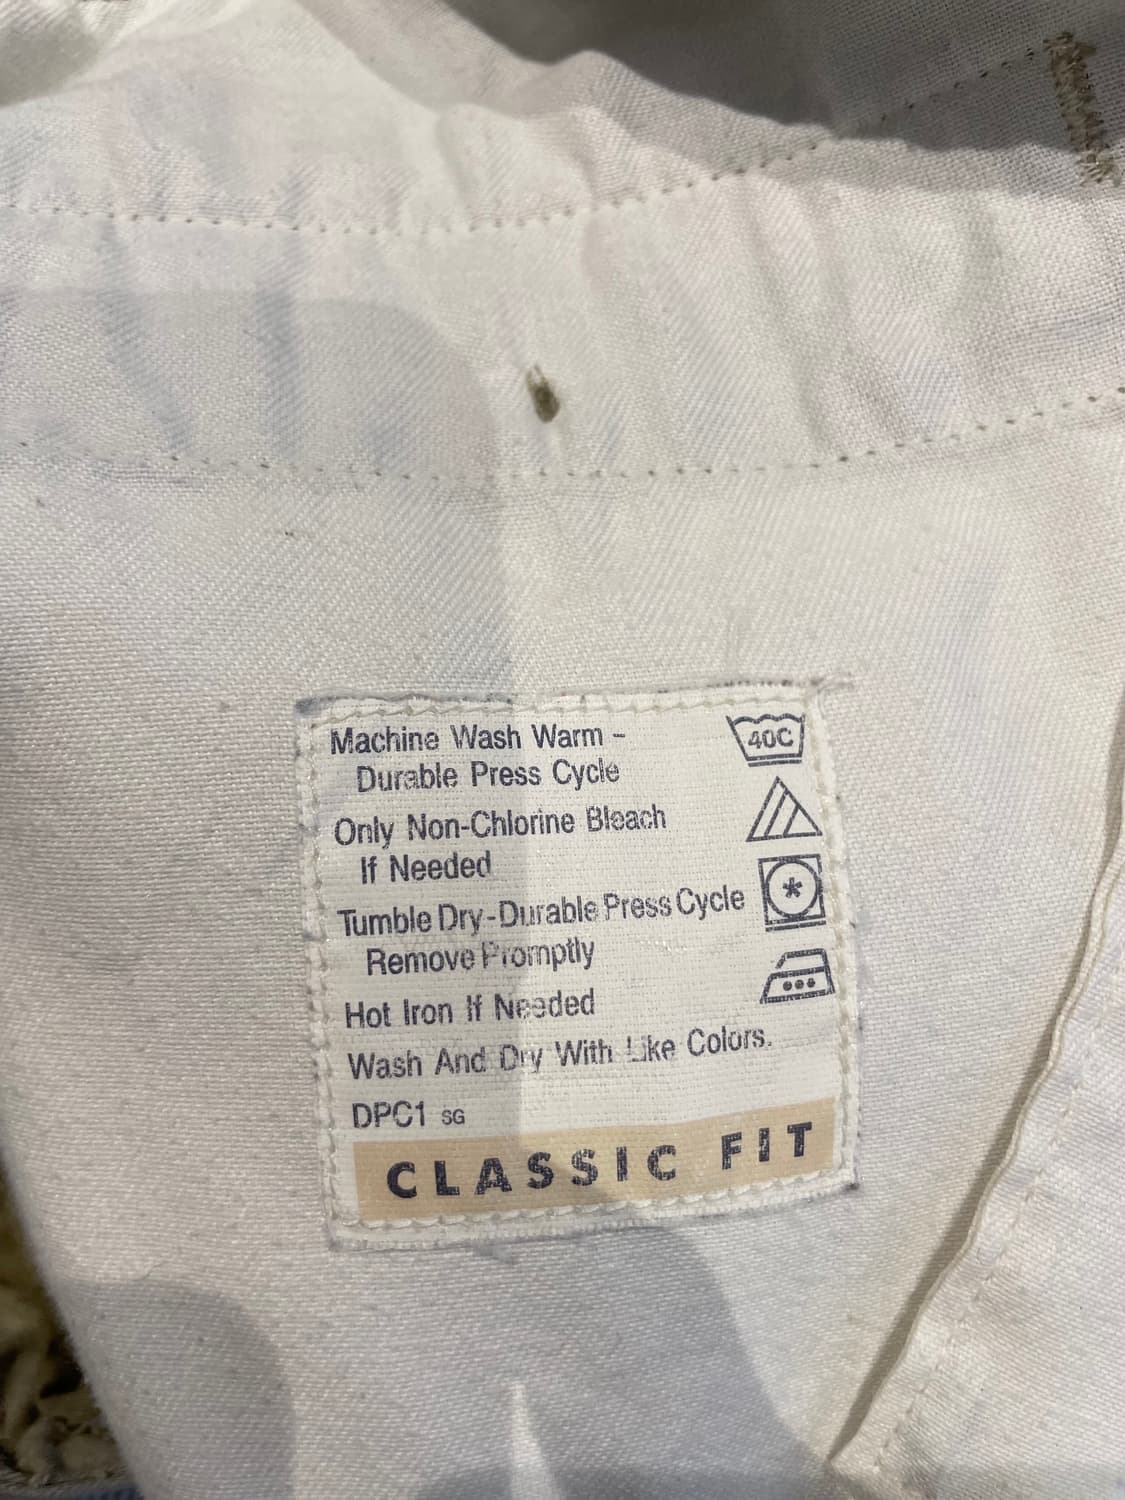 Machine Wash Warm -
Durable Press Cycle
40C
Only Non-Chlorine Bleach
If Needed
Tumble Dry-Durable Press Cycle
Remove Promptly
Hot Iron If Needed
Wash And Dry With Like Colors.
DPC1 SG
CLASSIC FIT